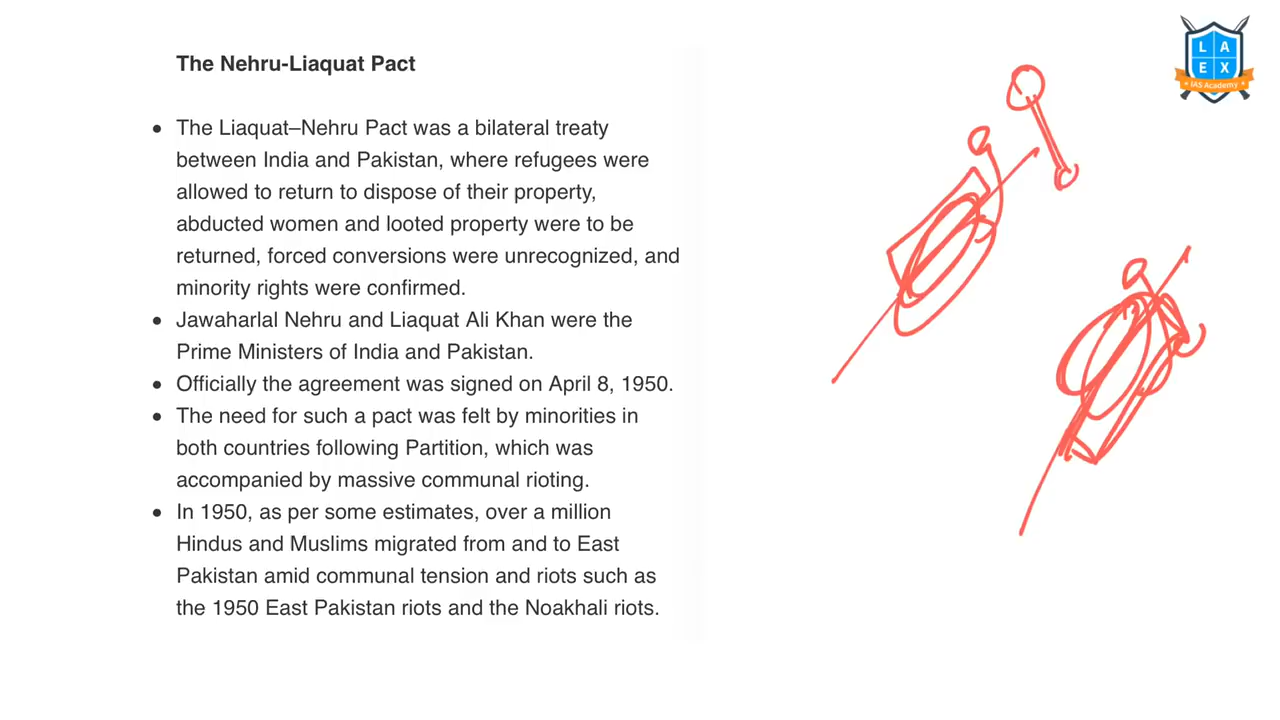 The Nehru-Liaquat Pact
• The Liaquat–Nehru Pact was a bilateral treaty
between India and Pakistan, where refugees were
allowed to return to dispose of their property,
abducted women and looted property were to be
returned, forced conversions were unrecognized, and
minority rights were confirmed.
• Jawaharlal Nehru and Liaquat Ali Khan were the
Prime Ministers of India and Pakistan.
• Officially the agreement was signed on April 8, 1950.
• The need for such a pact was felt by minorities in
both countries following Partition, which was
accompanied by massive communal rioting.
• In 1950, as per some estimates, over a million
Hindus and Muslims migrated from and to East
Pakistan amid communal tension and riots such as
the 1950 East Pakistan riots and the Noakhali riots.
L A
E X
IAS Academy